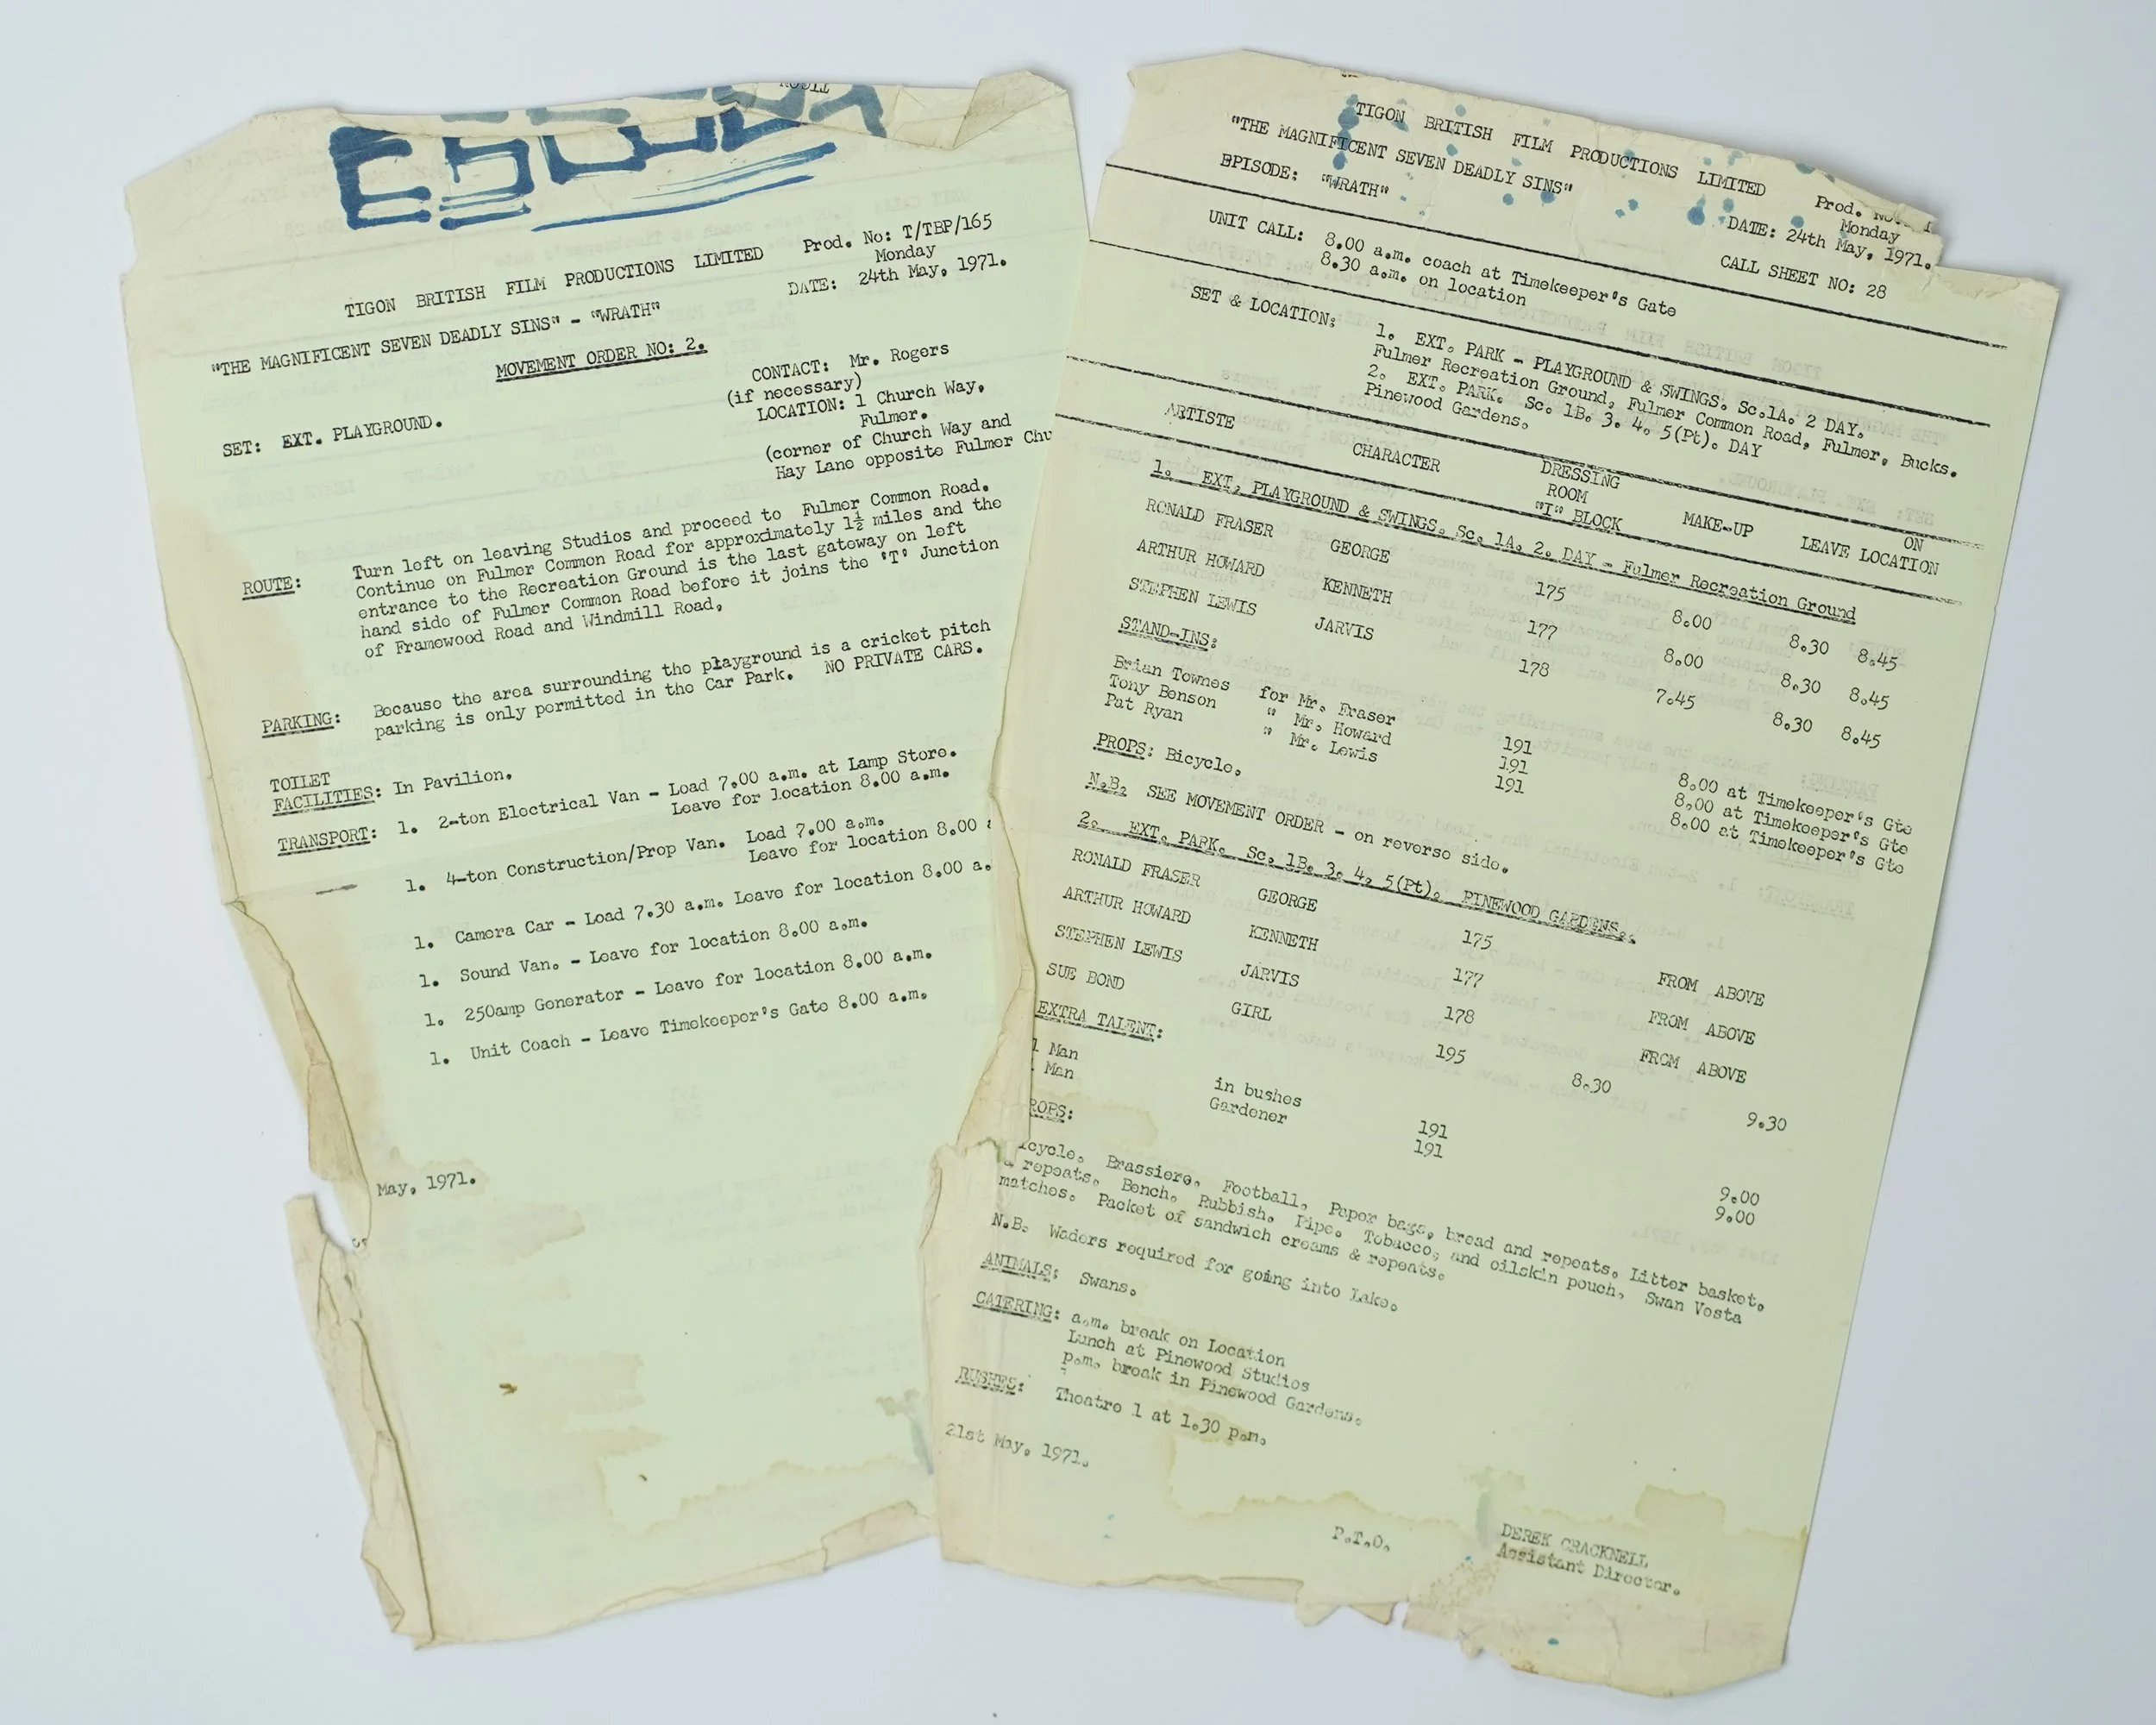 TIGON BRITISH FILM PRODUCTIONS LIMITED Prod. No: T/TBP/165
Monday
"THE MAGNIFICENT SEVEN DEADLY SINS" - "WRATH" DATE: 24th May, 1971.
MOVEMENT ORDER NO: 2.
SET: EXT. PLAYGROUND. CONTACT: Mr. Rogers
(if necessary)
LOCATION: 1 Church Way,
Fulmer.
(corner of Church Way and
Hay Lane opposite Fulmer Chu
ROUTE: Turn left on leaving Studios and proceed to Fulmer Common Road.
Continue on Fulmer Common Road for approximately 1½ miles and the
entrance to the Recreation Ground is the last gateway on left
hand side of Fulmer Common Road before it joins the 'T' Junction
of Framewood Road and Windmill Road,
PARKING: Because the area surrounding the playground is a cricket pitch
parking is only permitted in the Car Park. NO PRIVATE CARS.
TOILET
FACILITIES: In Pavilion.
TRANSPORT: 1. 2-ton Electrical Van - Load 7.00 a.m. at Lamp Store.
Leave for location 8.00 a.m.
1. 4-ton Construction/Prop Van. Load 7.00 a.m.
Leave for location 8.00
1. Camera Car - Load 7.30 a.m. Leave for location 8.00 a.
1. Sound Van. - Leave for location 8.00 a.m.
1. 250amp Generator - Leave for location 8.00 a.m.
1. Unit Coach - Leave Timekeeper's Gate 8.00 a.m.
May, 1971.
TIGON BRITISH FILM PRODUCTIONS LIMITED Prod.
"THE MAGNIFICENT SEVEN DEADLY SINS" Monday
EPISODE: "WRATH" DATE: 24th May, 1971.
CALL SHEET NO: 28
UNIT CALL: 8.00 a.m. coach at Timekeeper's Gate
8.30 a.m. on location
SET & LOCATION: 1. EXT. PARK - PLAYGROUND & SWINGS. Sc.1A. 2 DAY.
Fulmer Recreation Ground, Fulmer Common Road, Fulmer, Bucks.
2. EXT. PARK. Sc. 1B. 3. 4. 5(Pt). DAY
Pinewood Gardens.
ARTISTE CHARACTER DRESSING ROOM "I" BLOCK MAKE-UP LEAVE ON LOCATION
1. EXT. PLAYGROUND & SWINGS. Sc. 1A. 2. DAY - Fulmer Recreation Ground
RONALD FRASER GEORGE 175 8.00 8.30 8.45
ARTHUR HOWARD KENNETH 177 8.00 8.30 8.45
STEPHEN LEWIS JARVIS 178 7.45 8.30 8.45
STAND-INS:
Brian Townes for Mr. Fraser 191 8.00 at Timekeeper's Gte
Tony Benson " Mr. Howard 191 8.00 at Timekeeper's Gte
Pat Ryan " Mr. Lewis 191 8.00 at Timekeeper's Gte
PROPS: Bicycle.
N.B. SEE MOVEMENT ORDER - on reverse side.
2. EXT. PARK. Sc. 1B. 3. 4. 5(Pt). PINEWOOD GARDENS.
RONALD FRASER GEORGE 175 FROM ABOVE
ARTHUR HOWARD KENNETH 177 FROM ABOVE
STEPHEN LEWIS JARVIS 178 FROM ABOVE
SUE BOND GIRL 195 8.30 9.30
EXTRA TALENT:
1 Man in bushes 191 9.00
Man Gardener 191 9.00
ROPS:
icycle. Brassiere. Football. Paper bags, bread and repeats. Litter basket.
& repeats. Bench. Rubbish. Pipe. Tobacco, and oilskin pouch, Swan Vesta
matches. Packet of sandwich creams & repeats.
N.B. Waders required for going into Lake.
ANIMALS: Swans.
CATERING: a.m. break on Location
Lunch at Pinewood Studios
p.m. break in Pinewood Gardens.
RUSHES: Theatre 1 at 1.30 p.m.
21st May, 1971.
P.T.O.
DEREK CRACKNELL
Assistant Director.